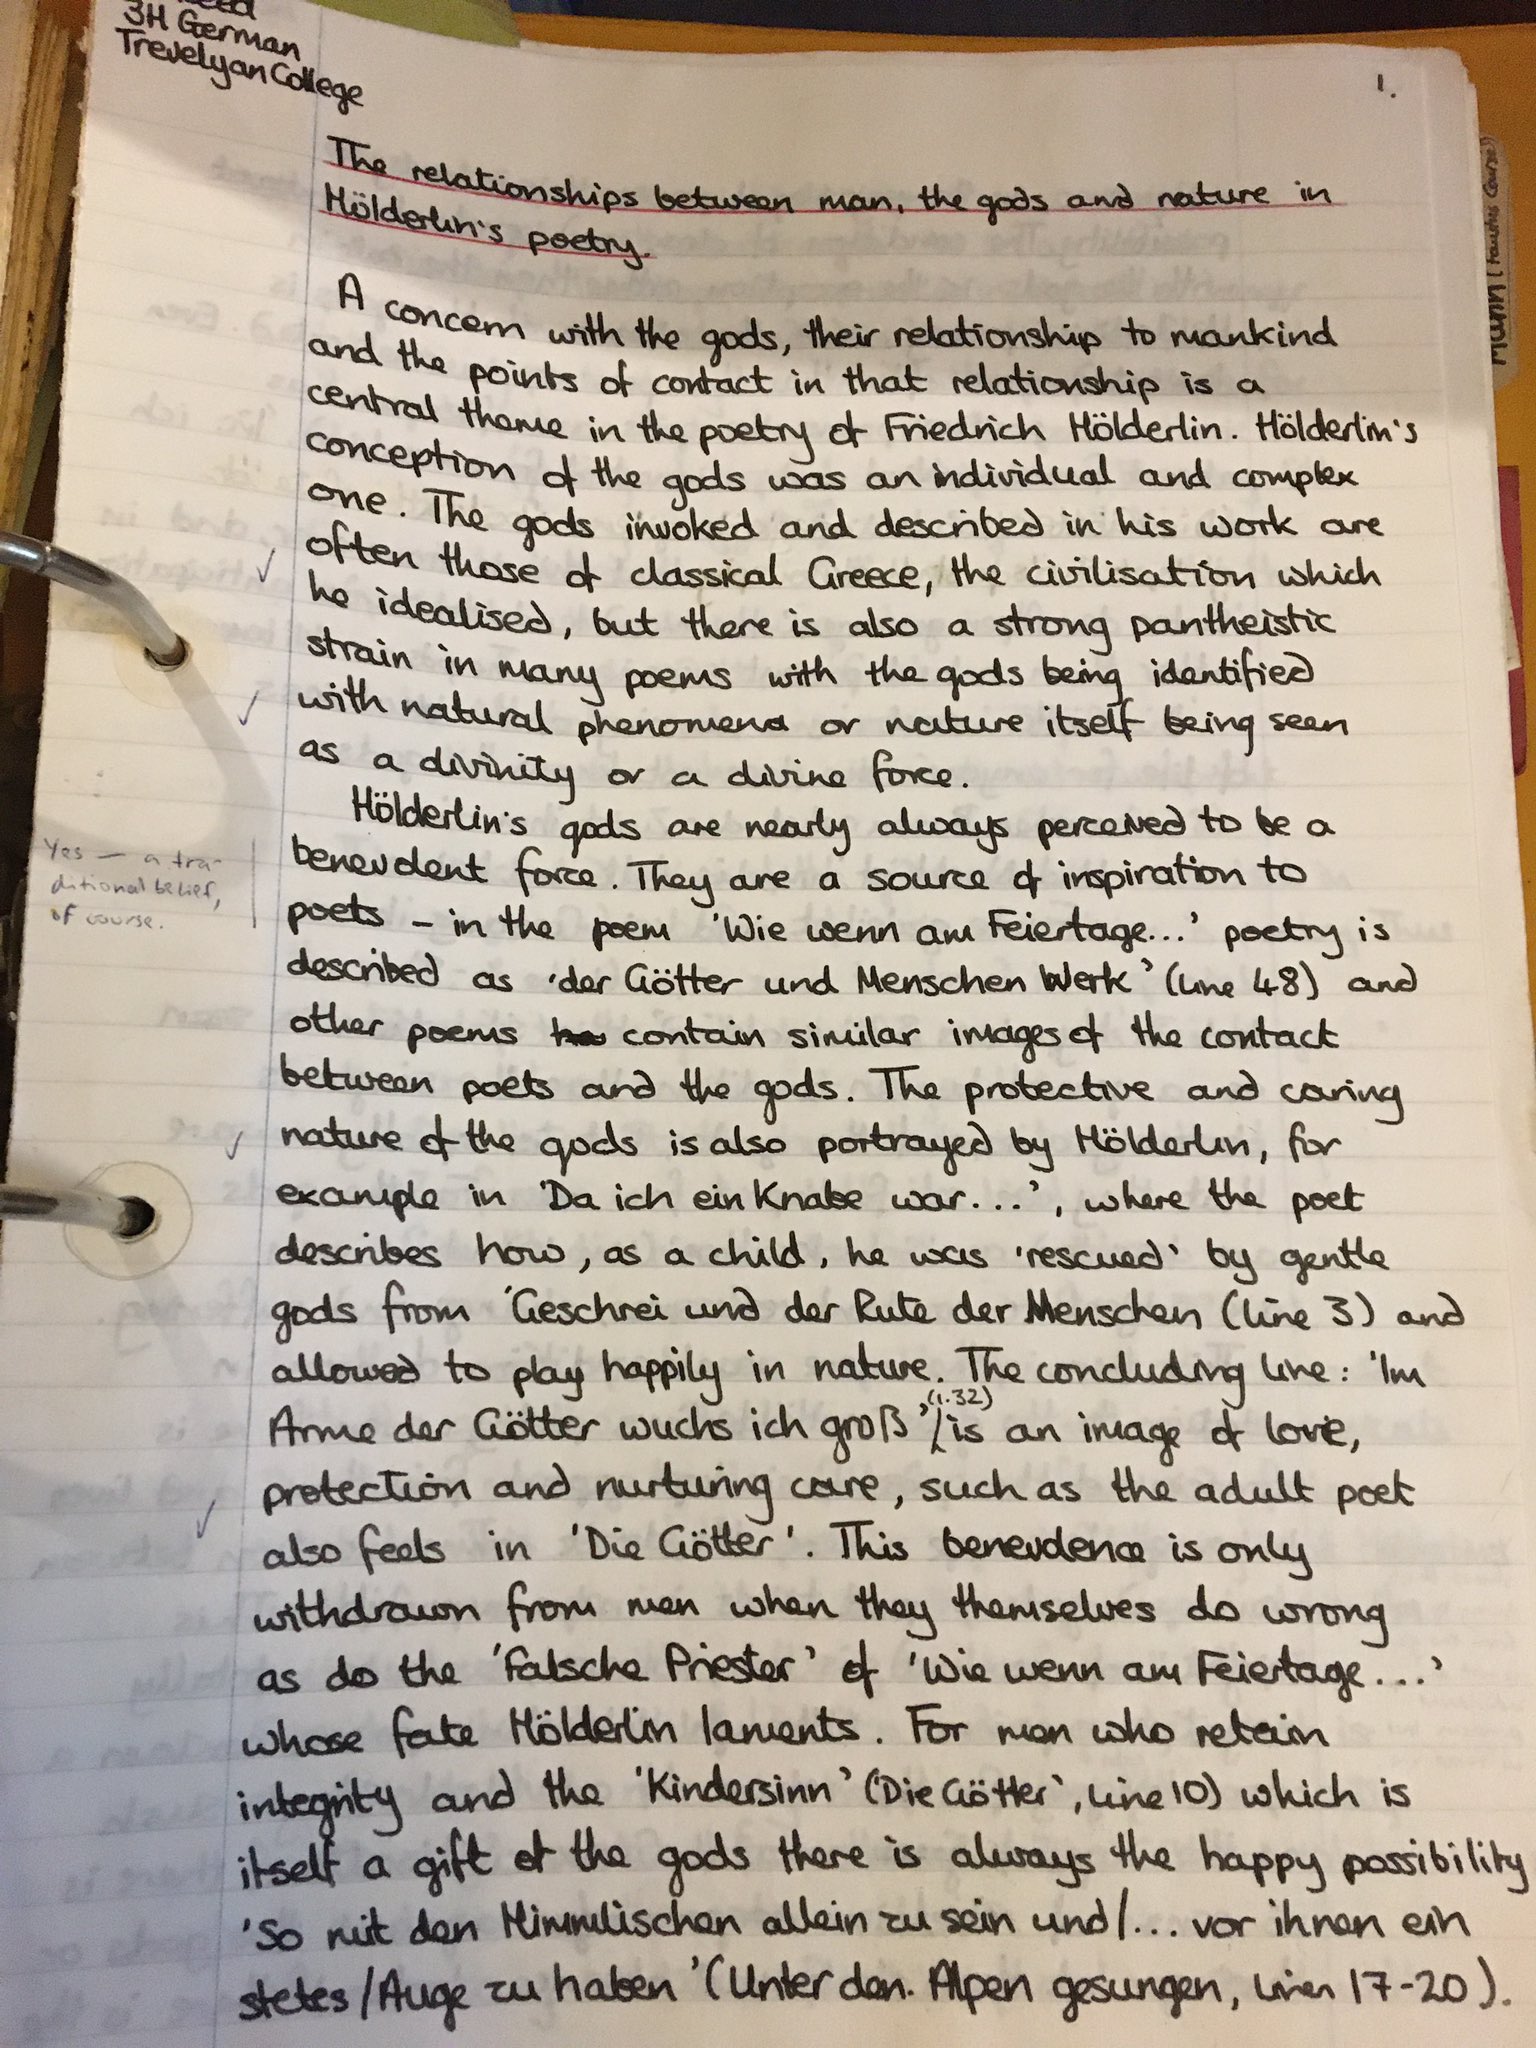 3H German
Trevelyan College
1.
The relationships between man, the gods and nature in
Hölderlin's poetry.
A concern with the gods, their relationship to mankind
and the points of contact in that relationship is a
central theme in the poetry of Friedrich Hölderlin. Hölderlin's
conception of the gods was an individual and complex
one. The gods invoked and described in his work are
often those of classical Greece, the civilisation which
he idealised, but there is also a strong pantheistic
strain in many poems with the gods being identified
with natural phenomena or nature itself being seen
as a divinity or a divine force.
Hölderlin's gods are nearly always perceived to be a
benevolent force. They are a source of inspiration to
poets – in the poem 'Wie wenn am Feiertage...' poetry is
described as 'der Götter und Menschen Werk' (line 48) and
other poems contain similar images of the contact
between poets and the gods. The protective and caring
nature of the gods is also portrayed by Hölderlin, for
example in 'Da ich ein Knabe war...', where the poet
describes how, as a child, he was 'rescued' by gentle
gods from 'Geschrei und der Rute der Menschen (line 3) and
allowed to play happily in nature. The concluding line: 'Im
Arme der Götter wuchs ich groß' (l.32) is an image of love,
protection and nurturing care, such as the adult poet
also feels in 'Die Götter'. This benevolence is only
withdrawn from men when they themselves do wrong
as do the 'falsche Priester' of 'Wie wenn am Feiertage...'
whose fate Hölderlin laments. For men who retain
integrity and the 'Kindersinn' ('Die Götter', line 10) which is
itself a gift of the gods there is always the happy possibility
'So mit den Himmlischen allein zu sein und/... vor ihnen ein
stetes/Auge zu haben' (Unter den Alpen gesungen, lines 17-20).
Yes – a tra-
ditional belief,
of course.
Mann (Fawlty Course)